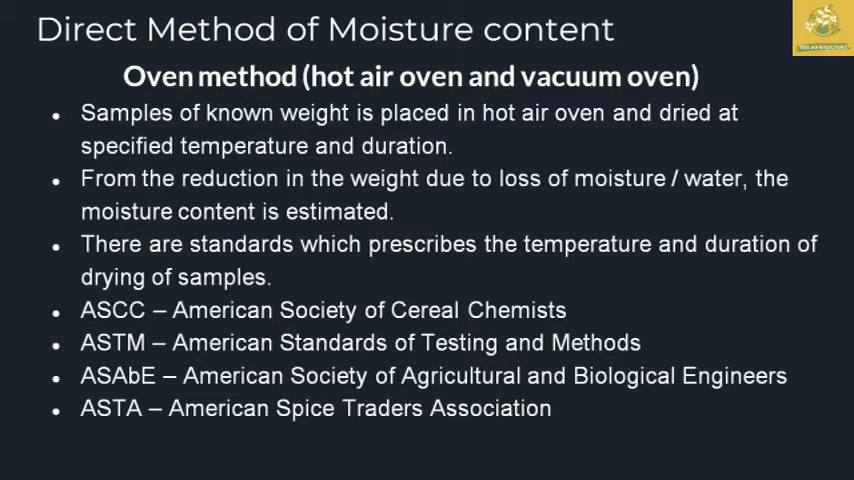 Direct Method of Moisture content
Oven method (hot air oven and vacuum oven)
• Samples of known weight is placed in hot air oven and dried at
specified temperature and duration.
• From the reduction in the weight due to loss of moisture / water, the
moisture content is estimated.
• There are standards which prescribes the temperature and duration of
drying of samples.
• ASCC – American Society of Cereal Chemists
• ASTM – American Standards of Testing and Methods
• ASAbE – American Society of Agricultural and Biological Engineers
• ASTA – American Spice Traders Association